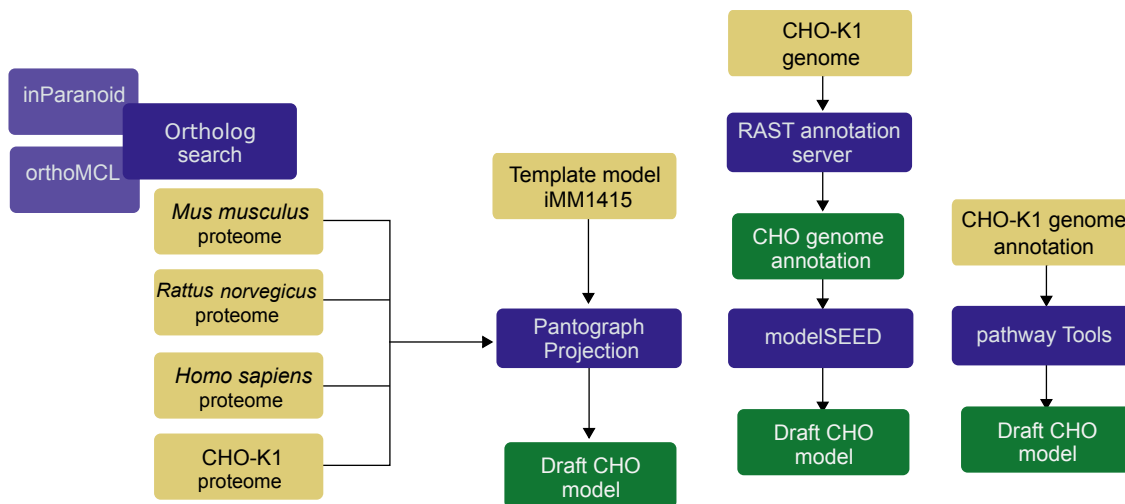 inParanoid
orthoMCL
Ortholog
search
Mus musculus
proteome
Rattus norvegicus
proteome
Homo sapiens
proteome
CHO-K1
proteome
Template model
iMM1415
Pantograph
Projection
Draft CHO
model
CHO-K1
genome
RAST annotation
server
CHO genome
annotation
modelSEED
Draft CHO
model
CHO-K1 genome
annotation
pathway Tools
Draft CHO
model